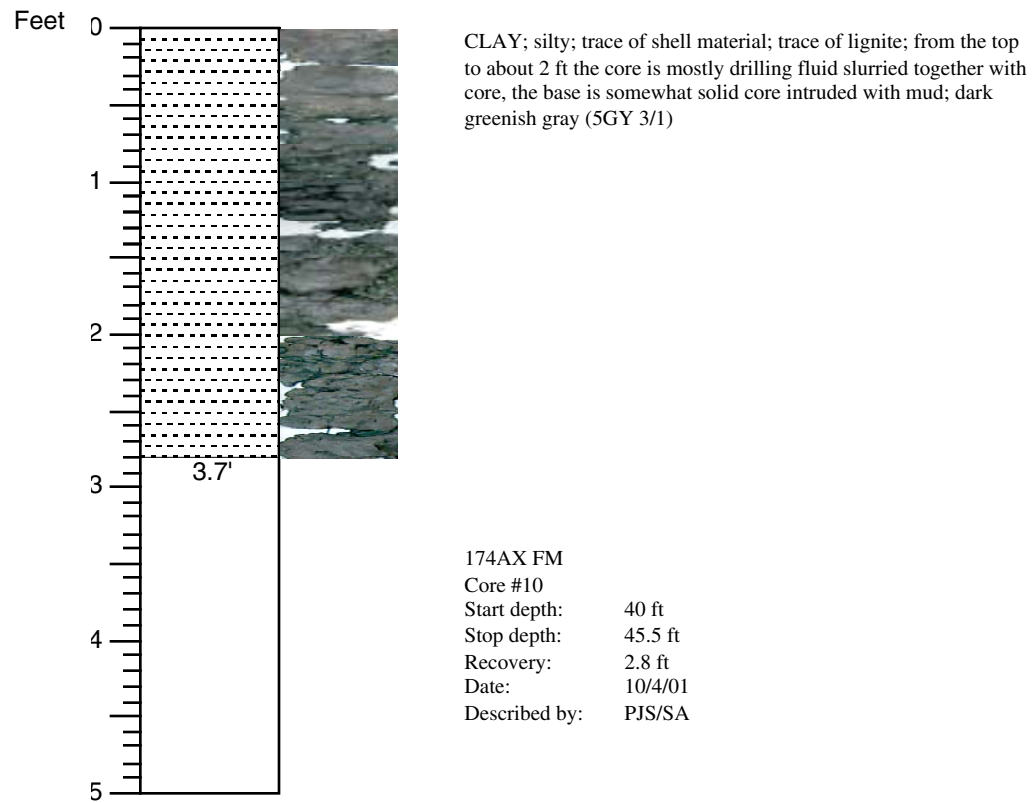 Feet
0
CLAY; silty; trace of shell material; trace of lignite; from the top
to about 2 ft the core is mostly drilling fluid slurried together with
core, the base is somewhat solid core intruded with mud; dark
greenish gray (5GY 3/1)
1
2
3.7'
3
174AX FM
Core #10
Start depth: 40 ft
Stop depth: 45.5 ft
Recovery: 2.8 ft
Date: 10/4/01
Described by: PJS/SA
4
5